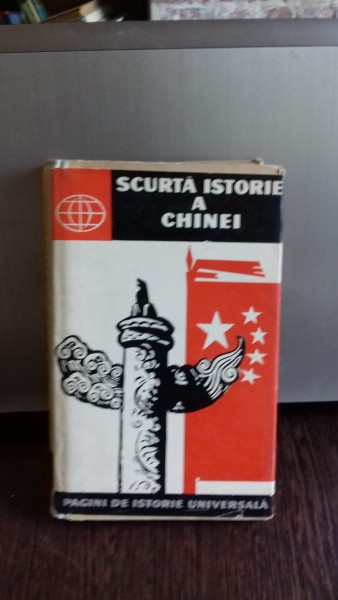 SCURTĂ ISTORIE
A
CHINEI
PAGINI DE ISTORIE UNIVERSALĂ